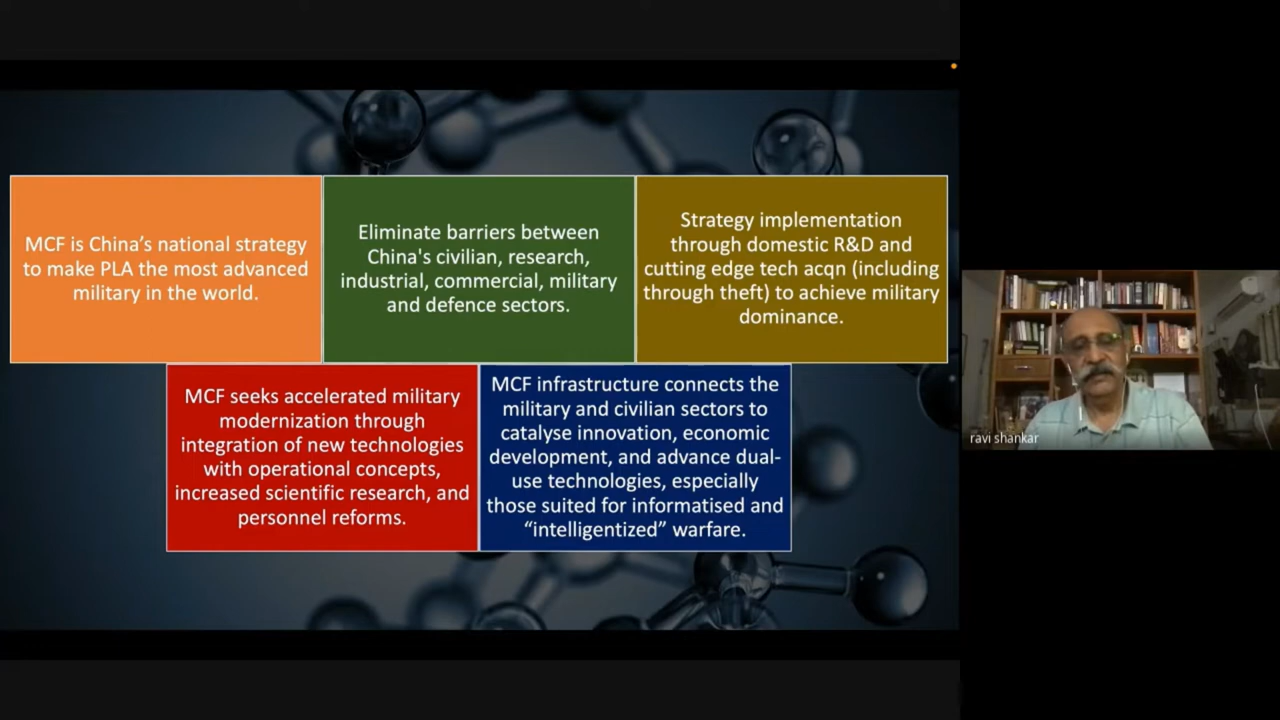 MCF is China’s national strategy
to make PLA the most advanced
military in the world.
Eliminate barriers between
China's civilian, research,
industrial, commercial, military
and defence sectors.
Strategy implementation
through domestic R&D and
cutting edge tech acqn (including
through theft) to achieve military
dominance.
MCF seeks accelerated military
modernization through
integration of new technologies
with operational concepts,
increased scientific research, and
personnel reforms.
MCF infrastructure connects the
military and civilian sectors to
catalyse innovation, economic
development, and advance dual-
use technologies, especially
those suited for informatised and
“intelligentized” warfare.
ravi shankar